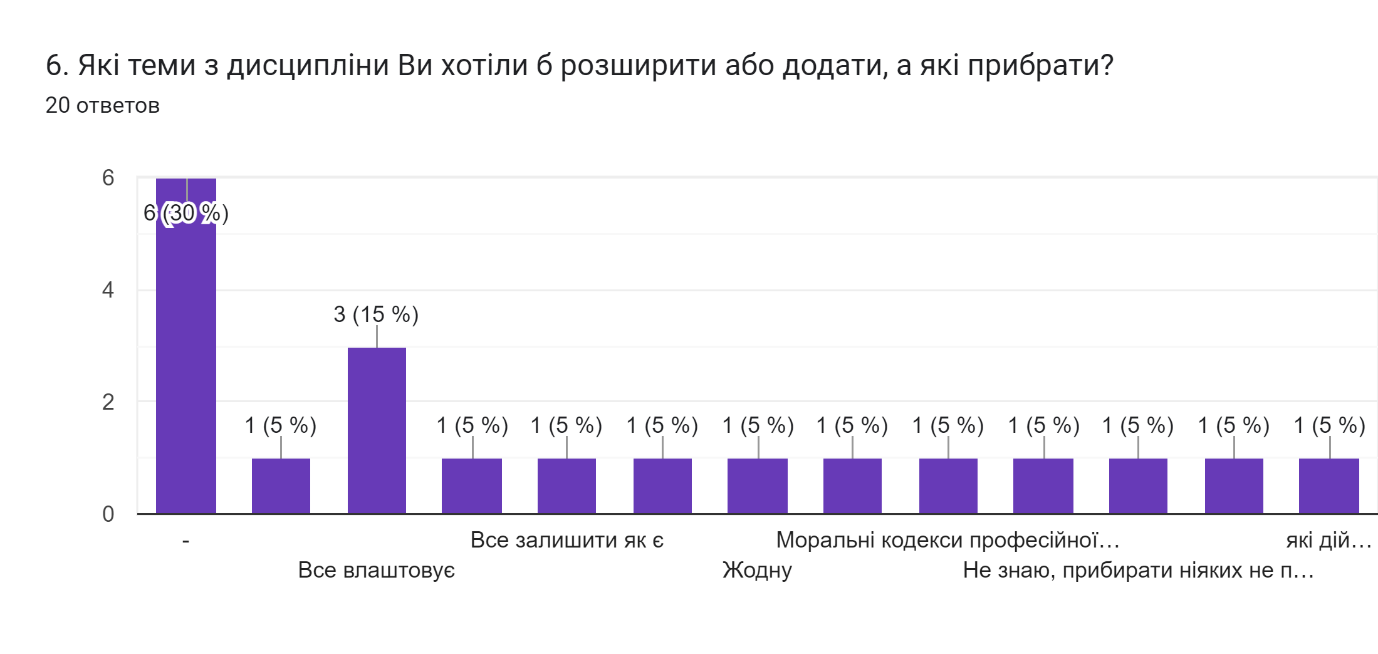 6. Які теми з дисципліни Ви хотіли б розширити або додати, а які прибрати?
20 ответов
6
4
2
0
6 (30 %)
1 (5 %)
3 (15 %)
1 (5 %)
1 (5 %)
1 (5 %)
1 (5 %)
1 (5 %)
1 (5 %)
1 (5 %)
1 (5 %)
1 (5 %)
1 (5 %)
-
Все влаштовує
Все залишити як є
Жодну
Моральні кодекси професійної…
Не знаю, прибирати ніяких не п…
які дій…